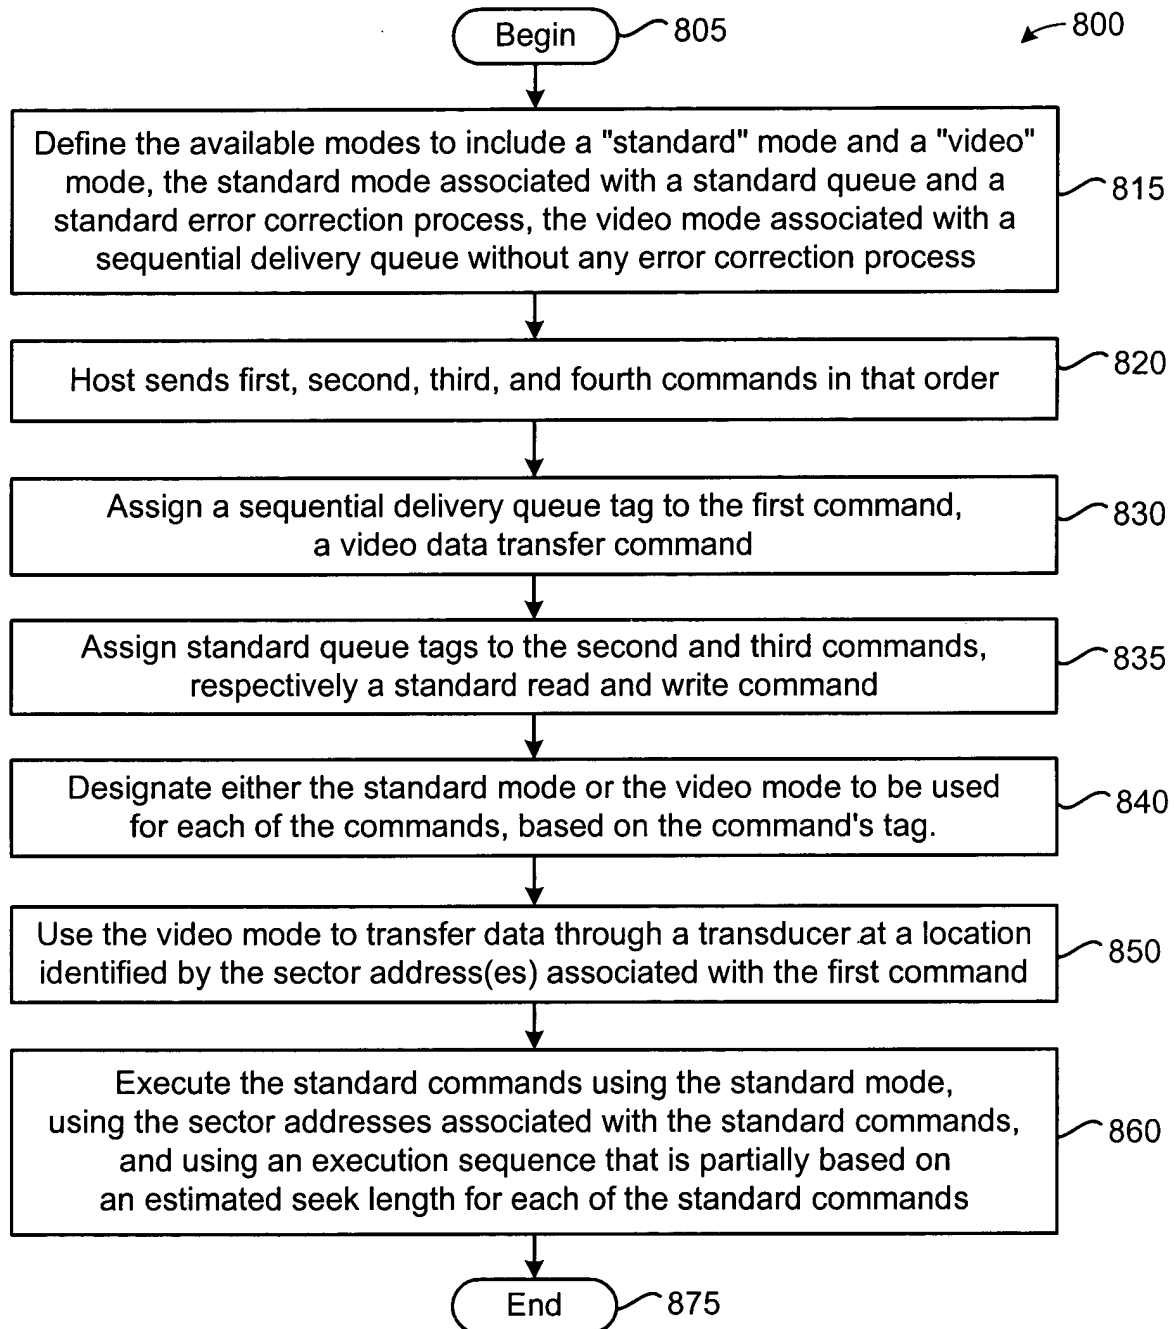 Begin
805
800
Define the available modes to include a "standard" mode and a "video"
mode, the standard mode associated with a standard queue and a
standard error correction process, the video mode associated with a
sequential delivery queue without any error correction process
815
Host sends first, second, third, and fourth commands in that order
820
Assign a sequential delivery queue tag to the first command,
a video data transfer command
830
Assign standard queue tags to the second and third commands,
respectively a standard read and write command
835
Designate either the standard mode or the video mode to be used
for each of the commands, based on the command's tag.
840
Use the video mode to transfer data through a transducer at a location
identified by the sector address(es) associated with the first command
850
Execute the standard commands using the standard mode,
using the sector addresses associated with the standard commands,
and using an execution sequence that is partially based on
an estimated seek length for each of the standard commands
860
End
875